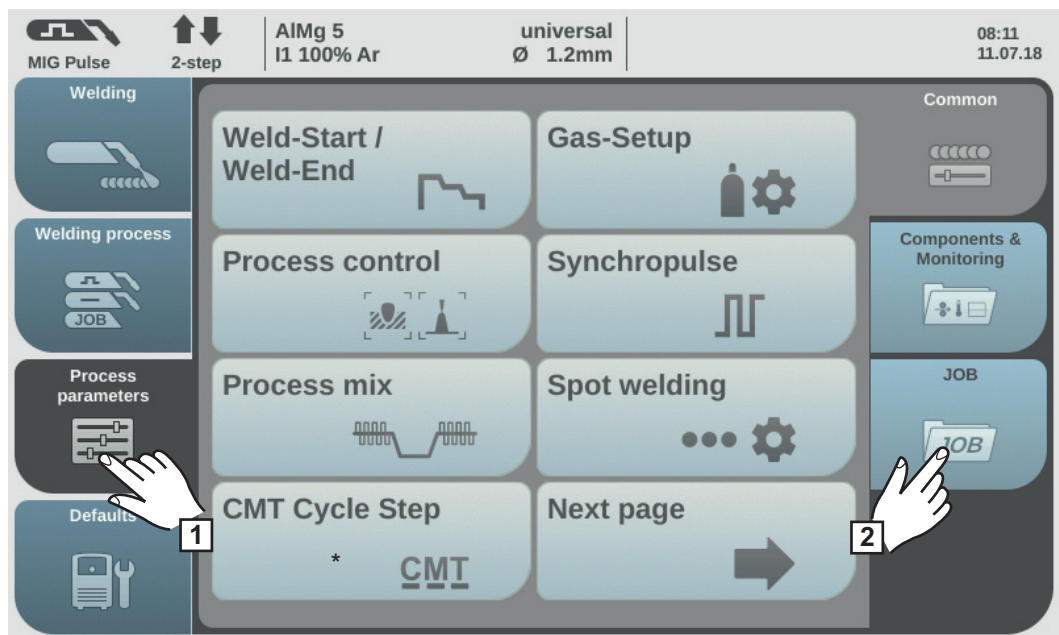 MIG Pulse
2-step
AlMg 5
I1 100% Ar
universal
Ø 1.2mm
08:11
11.07.18
Welding
Welding process
JOB
Process
parameters
Defaults
1
Weld-Start /
Weld-End
Gas-Setup
Process control
Synchropulse
Process mix
Spot welding
CMT Cycle Step
* CMT
Next page
Common
Components &
Monitoring
JOB
JOB
2